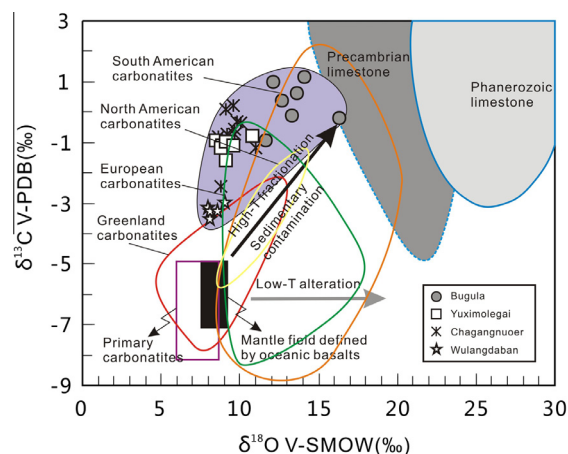 3
1
-1
-3
-5
-7
-9
δ13C V-PDB(‰)
South American
carbonatites
North American
carbonatites
European
carbonatites
Greenland
carbonatites
Precambrian
limestone
Phanerozoic
limestone
High-T fractionation
Sedimentary
contamination
Low-T alteration
Primary
carbonatites
Mantle field defined
by oceanic basalts
Bugula
Yuximolegai
Chagangnuoer
Wulangdaban
0 5 10 15 20 25 30
δ18O V-SMOW(‰)